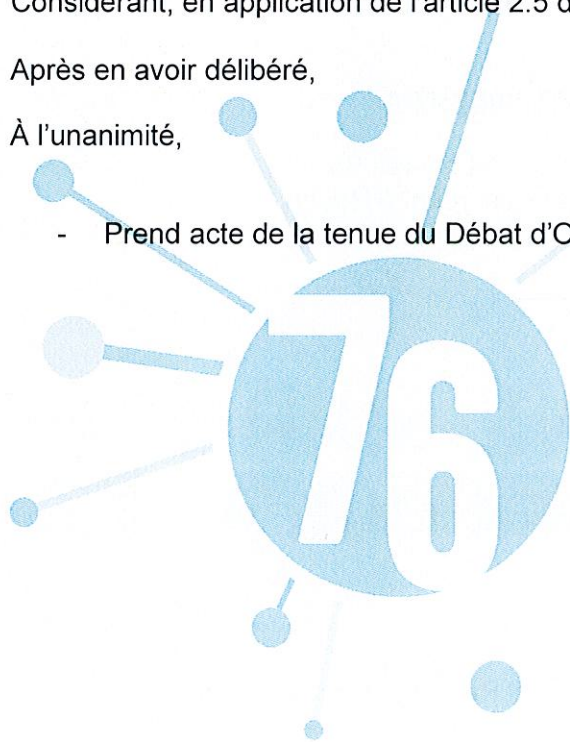 Considérant, en application de l'article 2.5 d
Après en avoir délibéré,
À l'unanimité,
- Prend acte de la tenue du Débat d'O
76